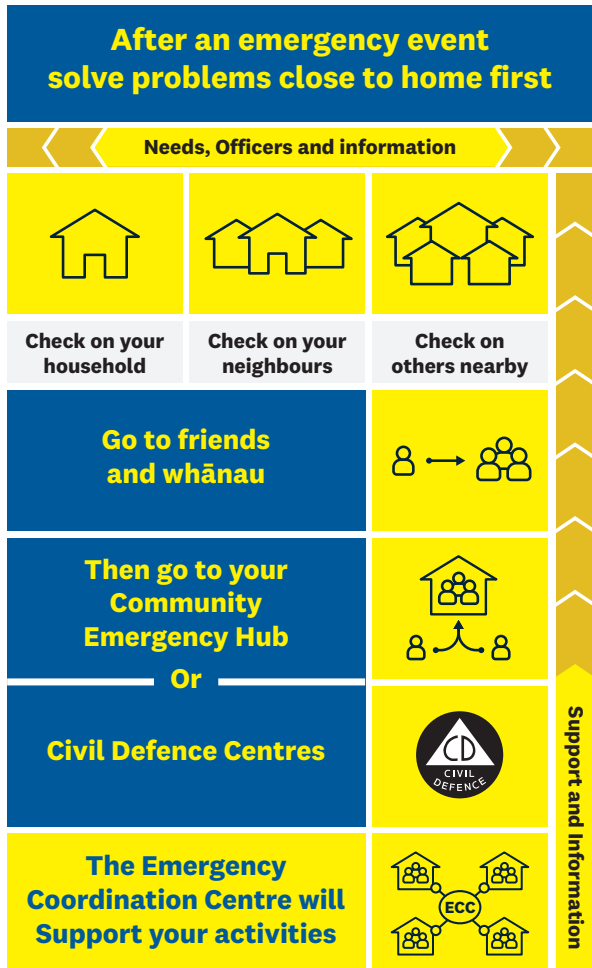 After an emergency event
solve problems close to home first
Needs, Officers and information
Check on your
household
Check on your
neighbours
Check on
others nearby
Go to friends
and whānau
Then go to your
Community
Emergency Hub
Or
Civil Defence Centres
CD
CIVIL
DEFENCE
The Emergency
Coordination Centre will
Support your activities
ECC
Support and Information